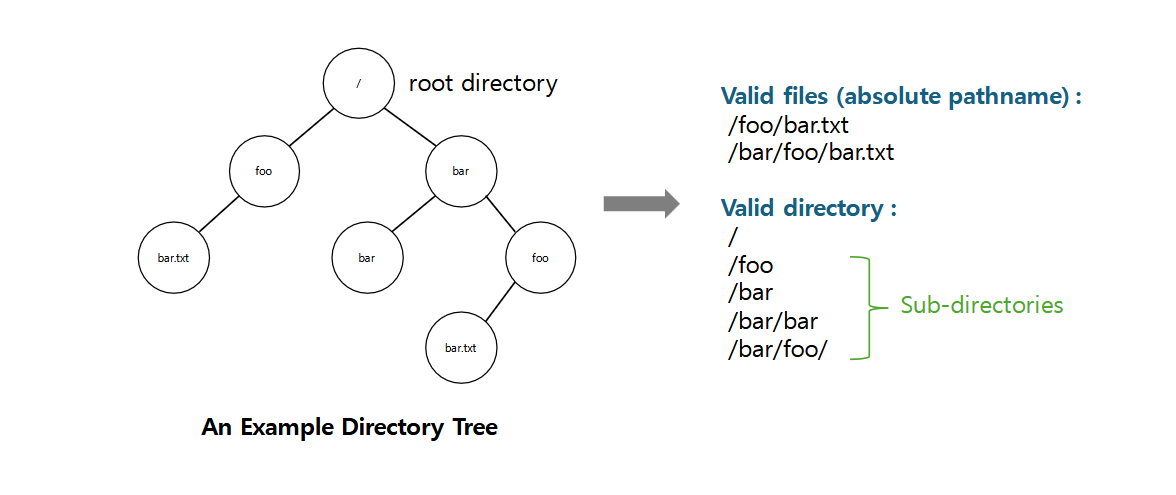 /
root directory
foo
bar
bar.txt
bar
foo
bar.txt
An Example Directory Tree
Valid files (absolute pathname) :
/foo/bar.txt
/bar/foo/bar.txt
Valid directory :
/
/foo
/bar
/bar/bar
/bar/foo/
Sub-directories